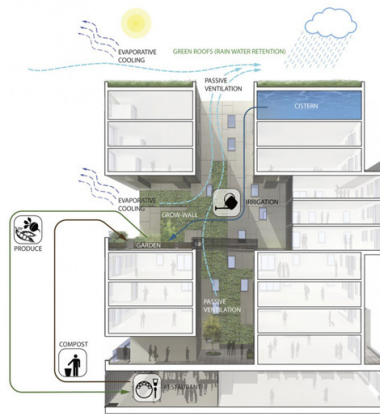 EVAPORATIVE
COOLING
GREEN ROOFS (RAIN WATER RETENTION)
PASSIVE
VENTILATION
CISTERN
EVAPORATIVE
COOLING
IRRIGATION
GROW-WALL
GARDEN
PRODUCE
PASSIVE
VENTILATION
COMPOST
RESTAURANT